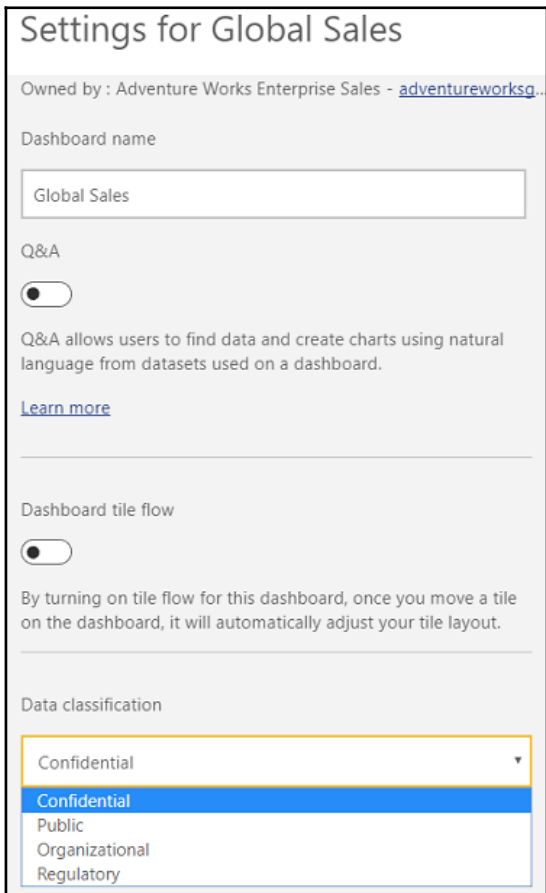 Settings for Global Sales
Owned by : Adventure Works Enterprise Sales - adventureworksg...
Dashboard name
Global Sales
Q&A
Q&A allows users to find data and create charts using natural
language from datasets used on a dashboard.
Learn more
Dashboard tile flow
By turning on tile flow for this dashboard, once you move a tile
on the dashboard, it will automatically adjust your tile layout.
Data classification
Confidential
Confidential
Public
Organizational
Regulatory